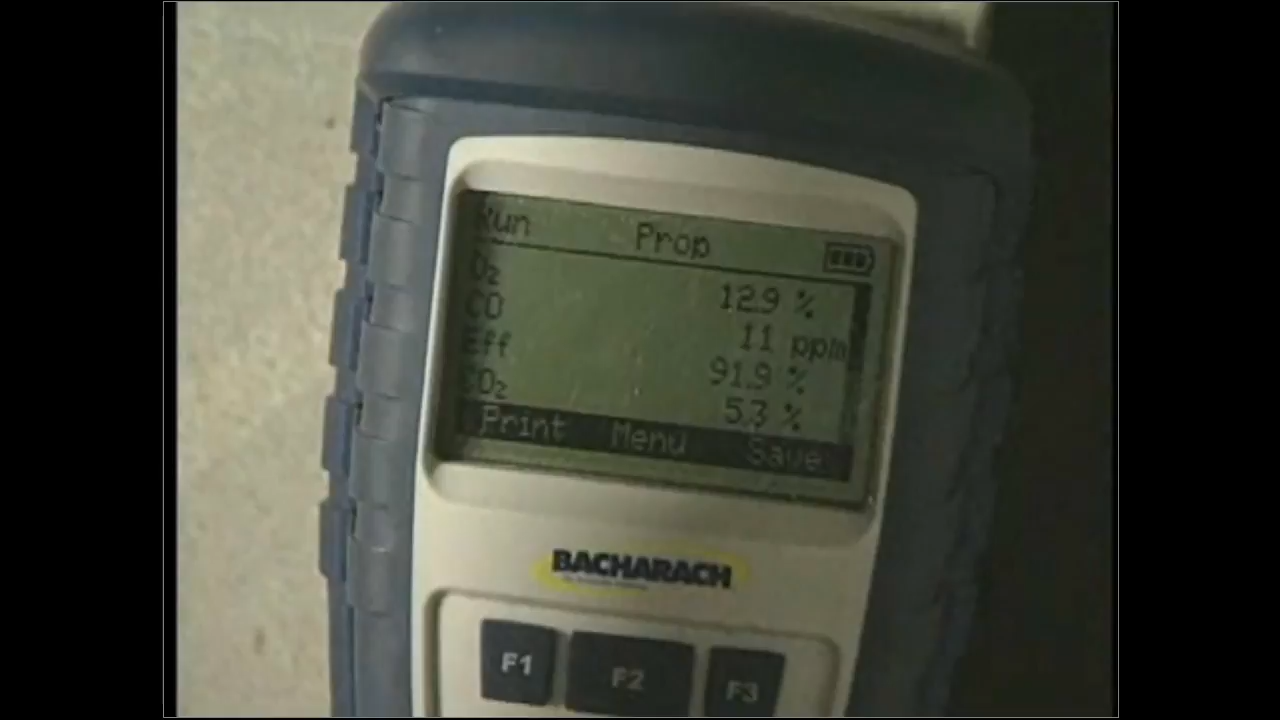 Run Prop
O₂ 12.9 %
CO 11 ppm
Eff 91.9 %
CO₂ 5.3 %
Print Menu Save
BACHARACH
F1 F2 F3